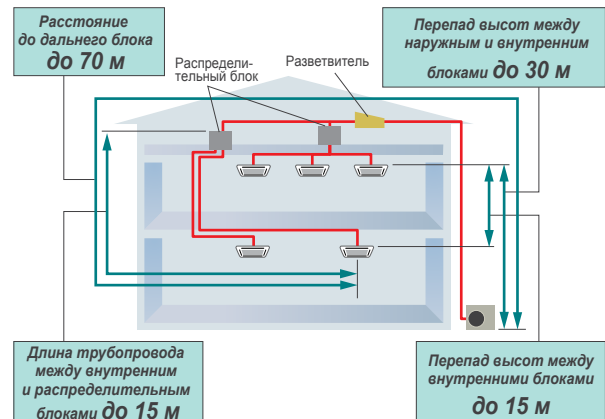 Расстояние
до дальнего блока
до 70 м
Распредели-
тельный блок
Разветвитель
Перепад высот между
наружным и внутренним
блоками до 30 м
Длина трубопровода
между внутренним
и распределительным
блоками до 15 м
Перепад высот между
внутренними блоками
до 15 м